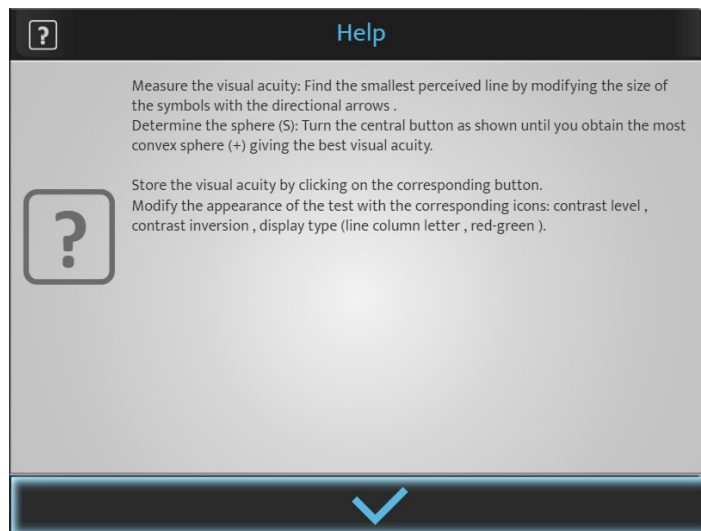 ?
Help
Measure the visual acuity: Find the smallest perceived line by modifying the size of
the symbols with the directional arrows .
Determine the sphere (S): Turn the central button as shown until you obtain the most
convex sphere (+) giving the best visual acuity.
Store the visual acuity by clicking on the corresponding button.
?
Modify the appearance of the test with the corresponding icons: contrast level ,
contrast inversion , display type (line column letter , red-green ).